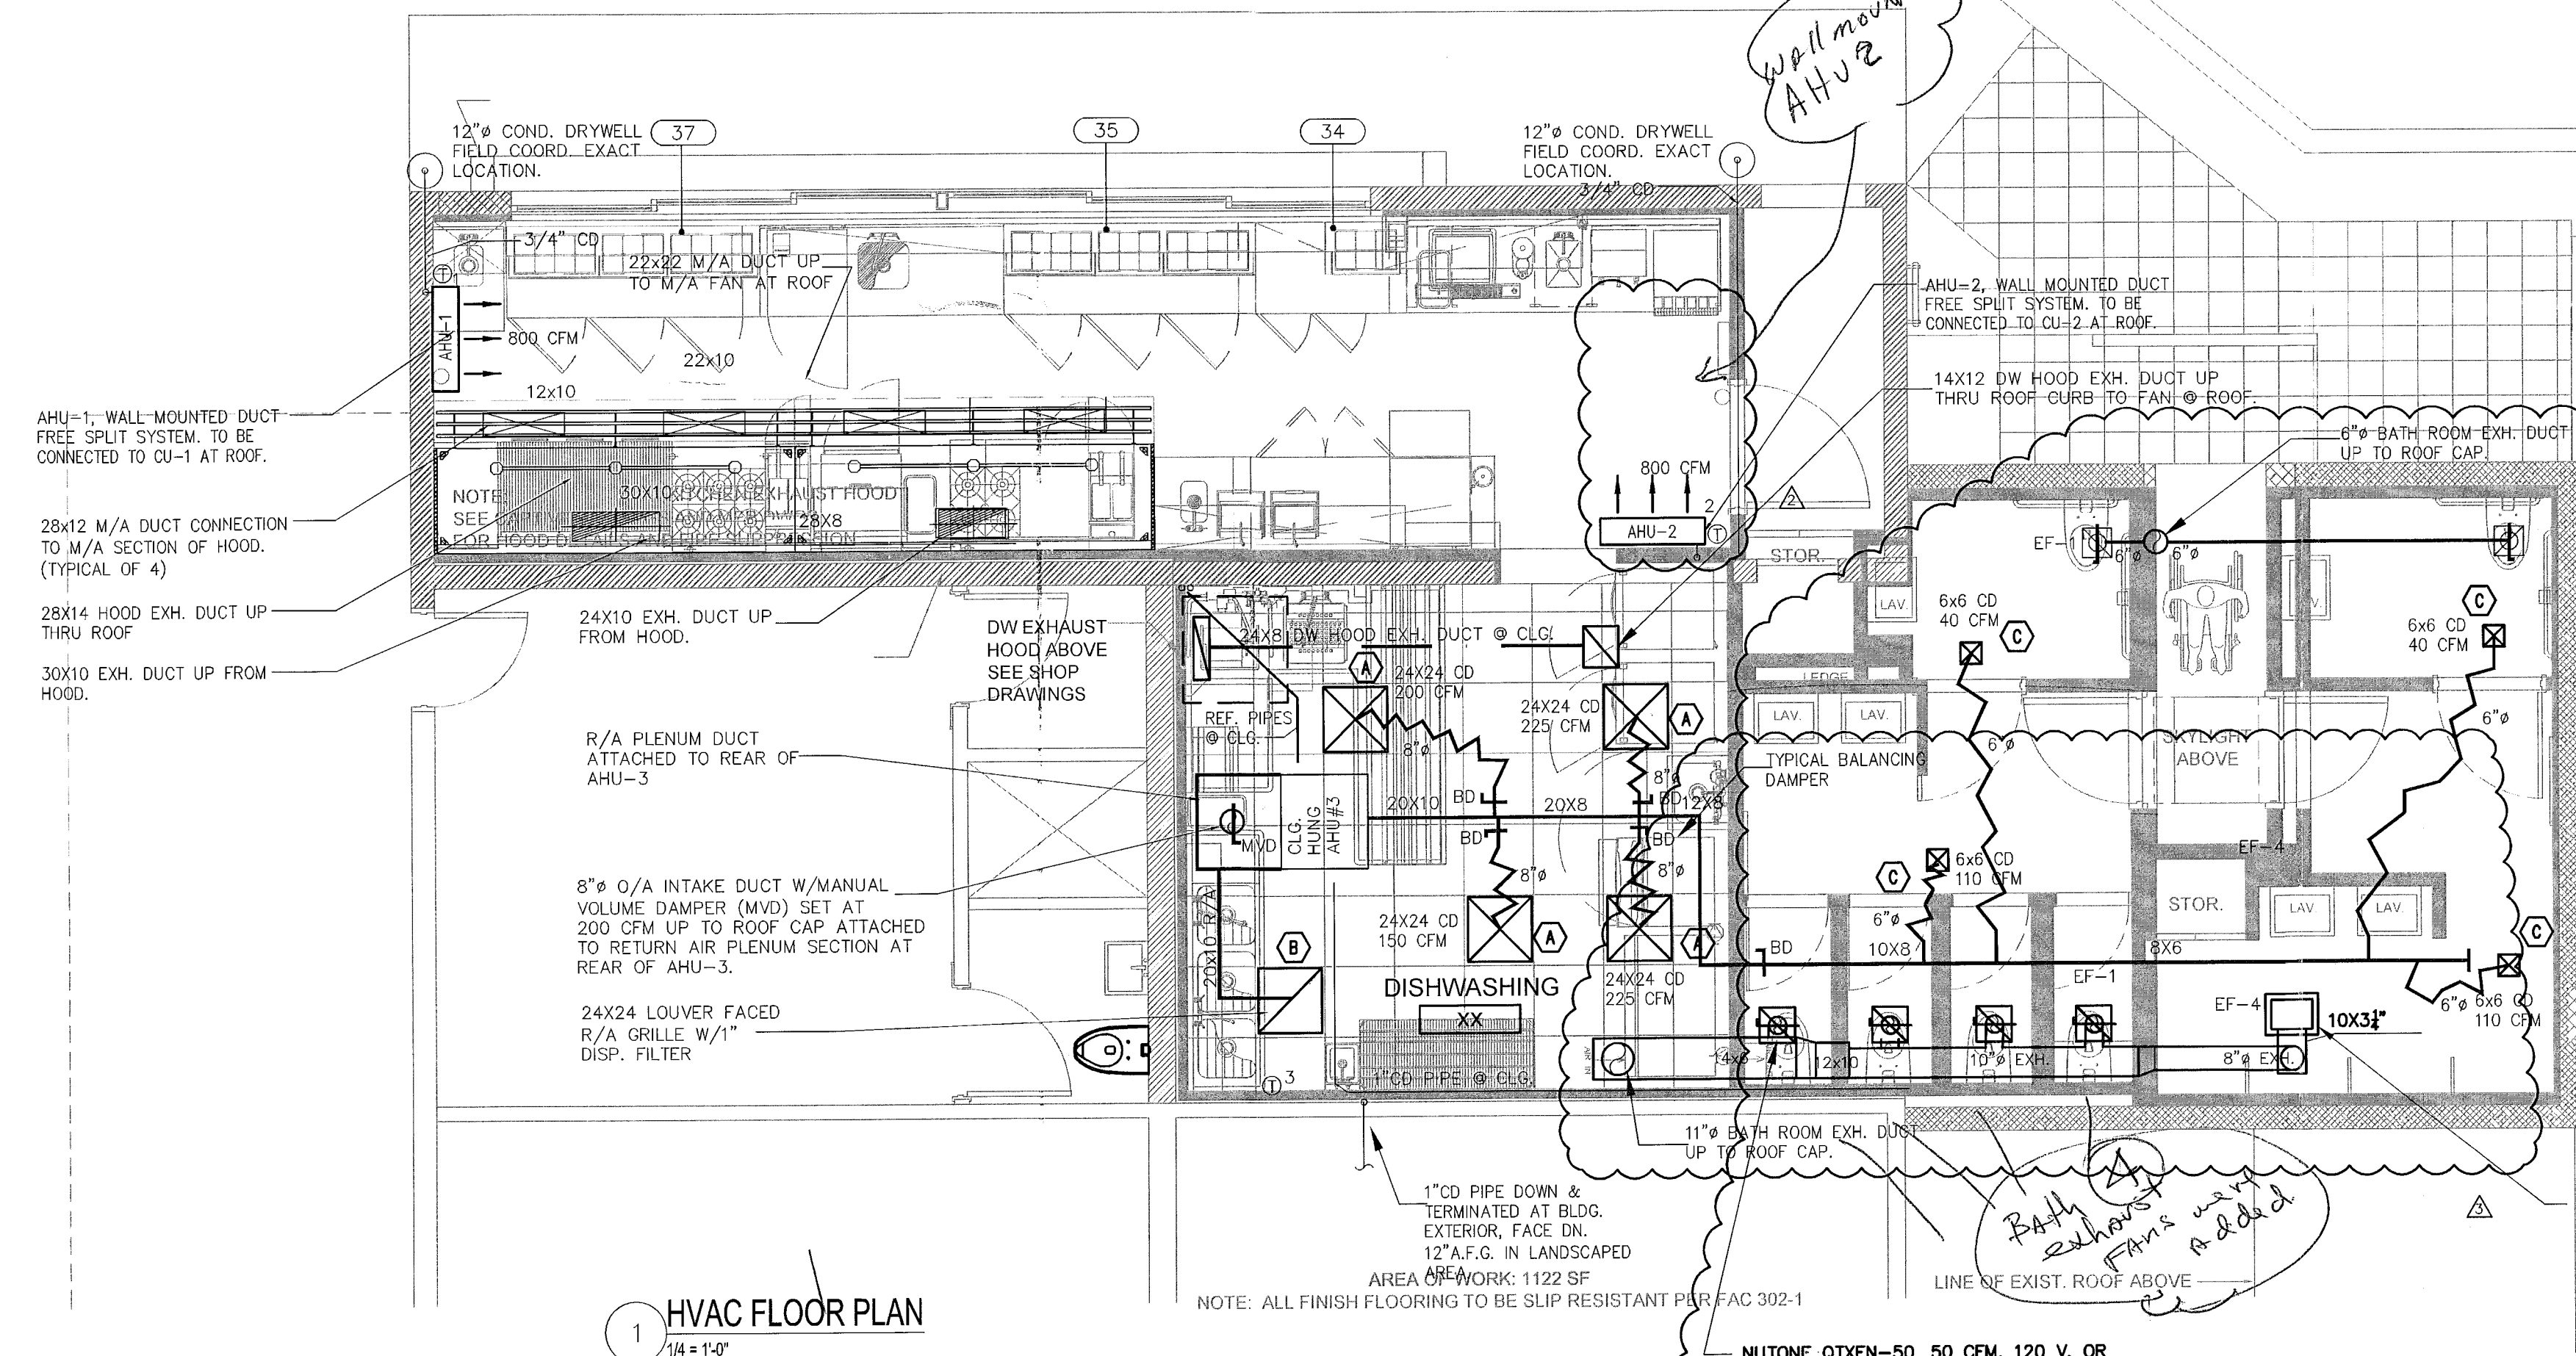 Wall mount
AHU 2
12"ø COND. DRYWELL
FIELD COORD. EXACT
LOCATION.
37
35
34
12"ø COND. DRYWELL
FIELD COORD. EXACT
LOCATION.
3/4" CD
3/4" CD
T
1
22x22 M/A DUCT UP
TO M/A FAN AT ROOF
AHU-1
800 CFM
22x10
12x10
AHU-2, WALL MOUNTED DUCT
FREE SPLIT SYSTEM. TO BE
CONNECTED TO CU-2 AT ROOF.
14X12 DW HOOD EXH. DUCT UP
THRU ROOF CURB TO FAN @ ROOF.
6"ø BATH ROOM EXH. DUCT
UP TO ROOF CAP.
AHU-1, WALL MOUNTED DUCT
FREE SPLIT SYSTEM. TO BE
CONNECTED TO CU-1 AT ROOF.
28x12 M/A DUCT CONNECTION
TO M/A SECTION OF HOOD.
(TYPICAL OF 4)
28X14 HOOD EXH. DUCT UP
THRU ROOF
30X10 EXH. DUCT UP FROM
HOOD.
NOTE:
30X10
KITCHEN EXHAUST HOOD
SEE
28X8
FOR HOOD DETAILS AND FIRE SUPPRESSION
800 CFM
2
AHU-2
T
2
STOR.
EF-1
6"ø
6"ø
LAV.
6x6 CD
40 CFM
C
C
6x6 CD
40 CFM
24X10 EXH. DUCT UP
FROM HOOD.
DW EXHAUST
HOOD ABOVE
SEE SHOP
DRAWINGS
24X8 DW HOOD EXH. DUCT @ CLG.
A
24X24 CD
200 CFM
24X24 CD
225 CFM
A
LEDGE
LAV.
LAV.
REF. PIPES
@ CLG.
8"ø
6"ø
6"ø
SKYLIGHT
ABOVE
TYPICAL BALANCING
DAMPER
R/A PLENUM DUCT
ATTACHED TO REAR OF
AHU-3
MVD
CLG.
HUNG
AHU#3
20X10
BD
20X8
8"ø
BD
12X8
BD
BD
8"ø
8"ø
EF-4
C
6x6 CD
110 CFM
8"ø O/A INTAKE DUCT W/MANUAL
VOLUME DAMPER (MVD) SET AT
200 CFM UP TO ROOF CAP ATTACHED
TO RETURN AIR PLENUM SECTION AT
REAR OF AHU-3.
20x10 R/A
B
24X24 CD
150 CFM
A
A
24X24 CD
225 CFM
BD
6"ø
10X8
8X6
STOR.
LAV.
LAV.
C
EF-1
EF-4
6"ø
6x6 CD
110 CFM
24X24 LOUVER FACED
R/A GRILLE W/1"
DISP. FILTER
DISHWASHING
XX
10X3¼"
AIR IN
14x6
12x10
10"ø EXH.
8"ø EXH.
T
3
1"CD PIPE @ CLG.
11"ø BATH ROOM EXH. DUCT
UP TO ROOF CAP.
4
Bath
exhaust
Fans were
Added
3
1"CD PIPE DOWN &
TERMINATED AT BLDG.
EXTERIOR, FACE DN.
12"A.F.G. IN LANDSCAPED
AREA.
AREA OF WORK: 1122 SF
NOTE: ALL FINISH FLOORING TO BE SLIP RESISTANT PER FAC 302-1
LINE OF EXIST. ROOF ABOVE
1
HVAC FLOOR PLAN
1/4 = 1'-0"
NUTONE QTXEN-50, 50 CFM, 120 V. OR